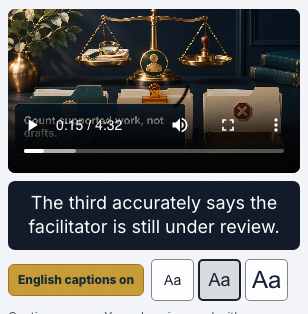 Count supported work, not
drafts.
0:15 / 4:32
The third accurately says the
facilitator is still under review.
English captions on
Aa
Aa
Aa